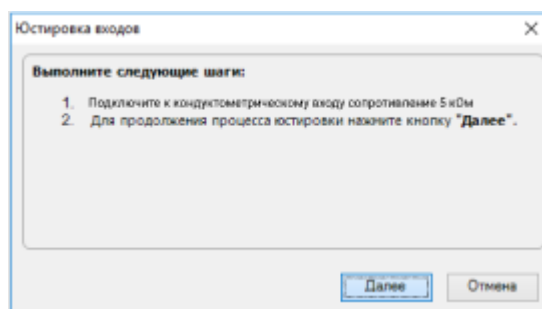 Юстировка входов
Выполните следующие шаги:
1. Подключите к кондуктометрическому входу сопротивление 5 кОм
2. Для продолжения процесса юстировки нажмите кнопку "Далее".
Далее Отмена